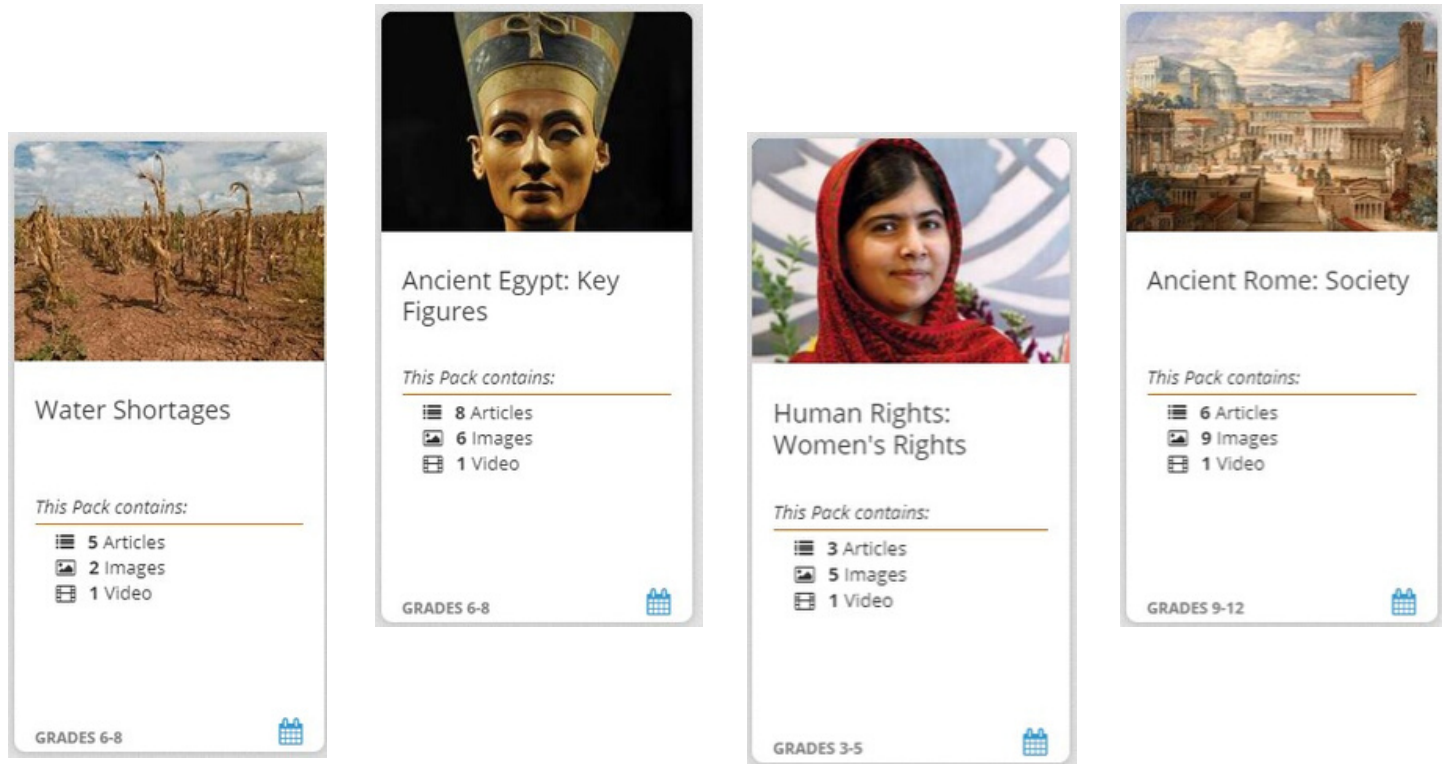 Water Shortages
This Pack contains:
5 Articles
2 Images
1 Video
GRADES 6-8
Ancient Egypt: Key
Figures
This Pack contains:
8 Articles
6 Images
1 Video
GRADES 6-8
Human Rights:
Women's Rights
This Pack contains:
3 Articles
5 Images
1 Video
GRADES 3-5
Ancient Rome: Society
This Pack contains:
6 Articles
9 Images
1 Video
GRADES 9-12